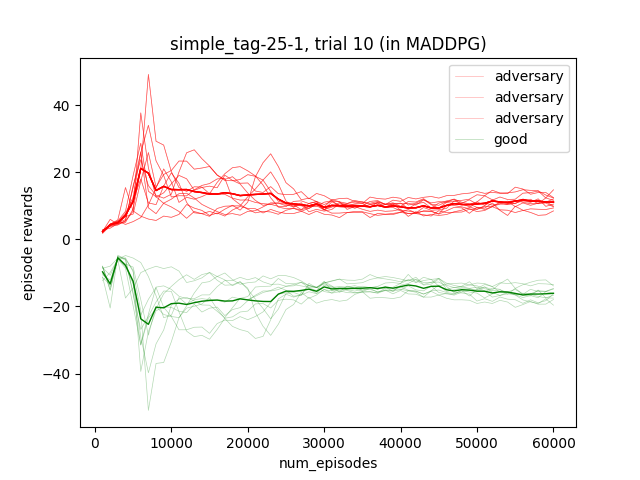 simple_tag-25-1, trial 10 (in MADDPG)
adversary
adversary
adversary
good
episode rewards
40
20
0
−20
−40
0 10000 20000 30000 40000 50000 60000
num_episodes